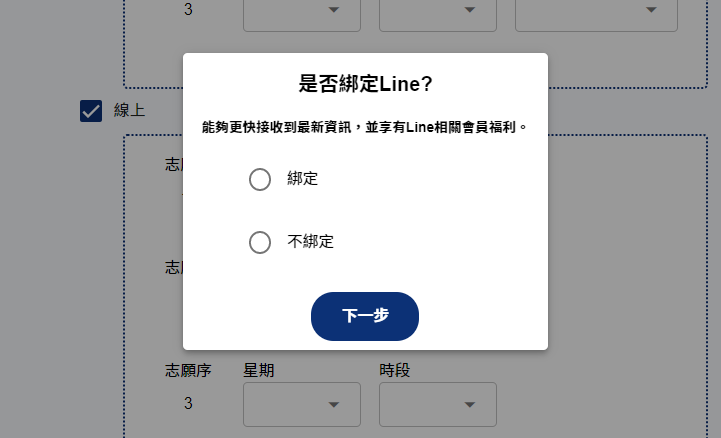 3
是否綁定Line?
能夠更快接收到最新資訊，並享有Line相關會員福利。
線上
志
綁定
不綁定
志
下一步
志願序 星期 時段
3